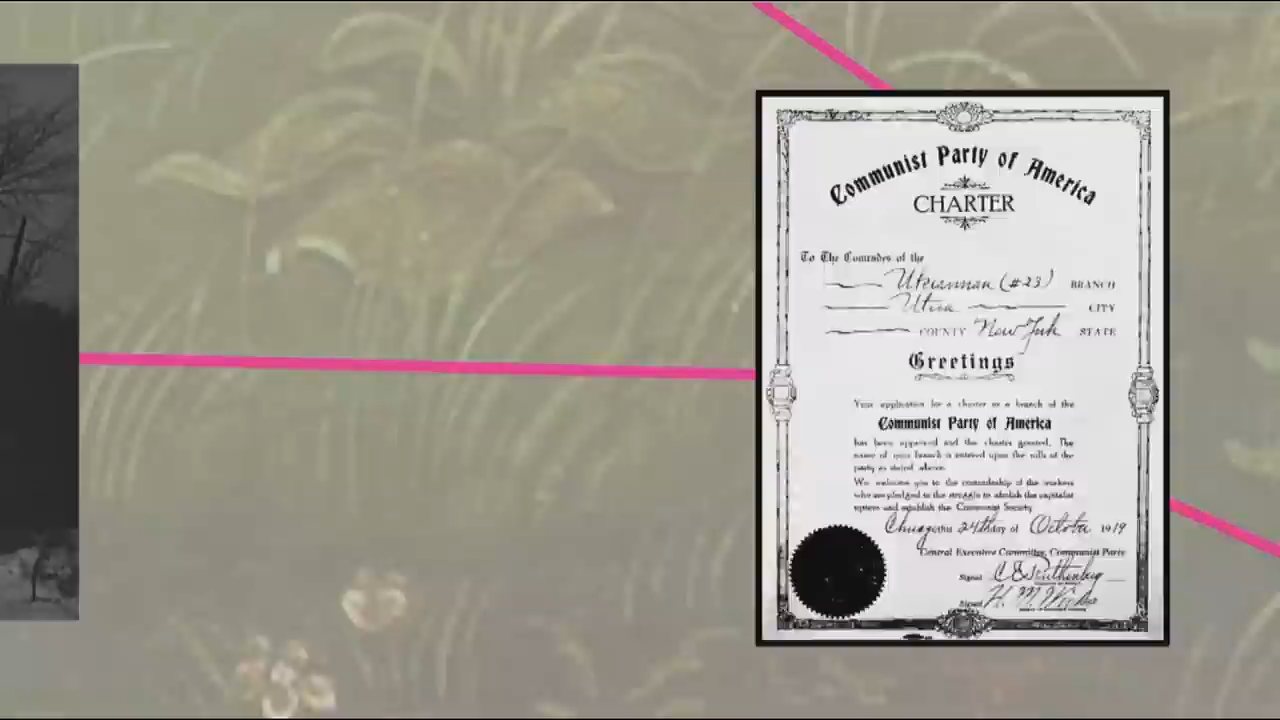 Communist Party of America
CHARTER
To The Comrades of the
Ukrainian (#23) BRANCH
Utica CITY
COUNTY New York STATE
Greetings
Your application for a charter as a branch of the
Communist Party of America
has been approved and the charter granted. The
name of your branch is entered upon the rolls of the
party as stated above.
We welcome you to the comradeship of the workers
who are pledged to the struggle to abolish the capitalist
system and establish the Communist Society
Chicago this 24th day of October 1919
Central Executive Committee, Communist Party
Signed C E Ruthenberg
Signed H. M. Wicks